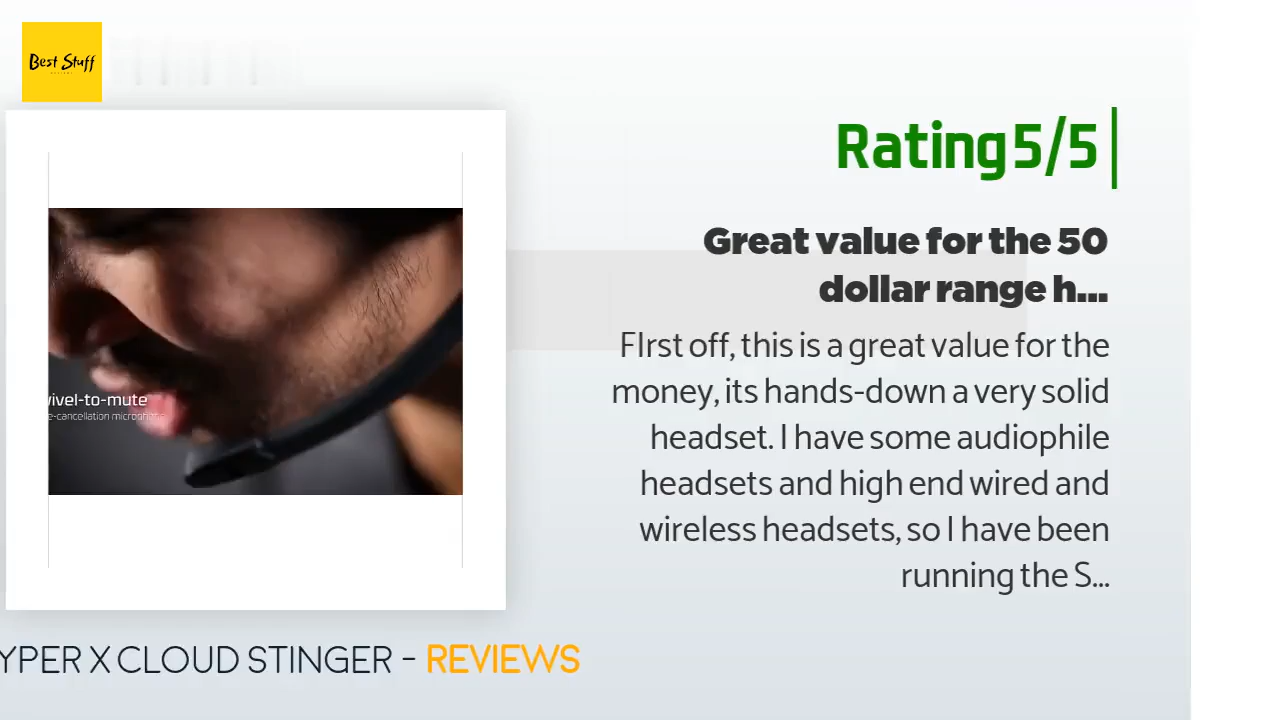 Best Stuff
Rating 5/5
Great value for the 50
dollar range h...
FIrst off, this is a great value for the
money, its hands-down a very solid
headset. I have some audiophile
headsets and high end wired and
wireless headsets, so I have been
running the S...
vivel-to-mute
e-cancellation microphone
YPER X CLOUD STINGER - REVIEWS